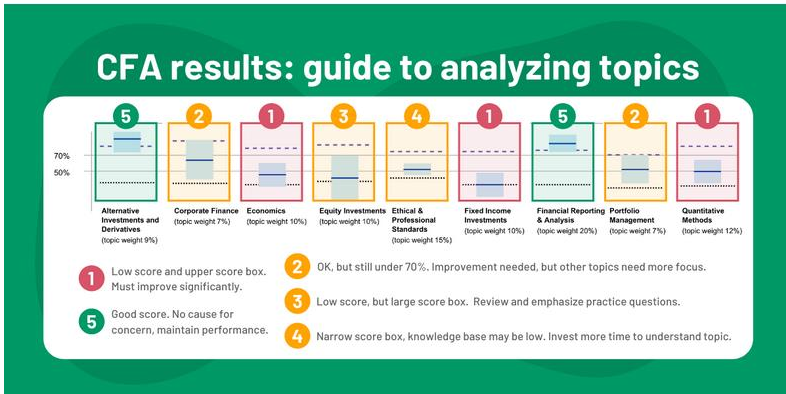 CFA results: guide to analyzing topics
5
2
1
3
4
1
5
2
1
70%
50%
Alternative
Investments and
Derivatives
(topic weight 9%)
Corporate Finance
(topic weight 7%)
Economics
(topic weight 10%)
Equity Investments
(topic weight 10%)
Ethical &
Professional
Standards
(topic weight 15%)
Fixed Income
Investments
(topic weight 10%)
Financial Reporting
& Analysis
(topic weight 20%)
Portfolio
Management
(topic weight 7%)
Quantitative
Methods
(topic weight 12%)
1
Low score and upper score box.
Must improve significantly.
5
Good score. No cause for
concern, maintain performance.
2
OK, but still under 70%. Improvement needed, but other topics need more focus.
3
Low score, but large score box. Review and emphasize practice questions.
4
Narrow score box, knowledge base may be low. Invest more time to understand topic.